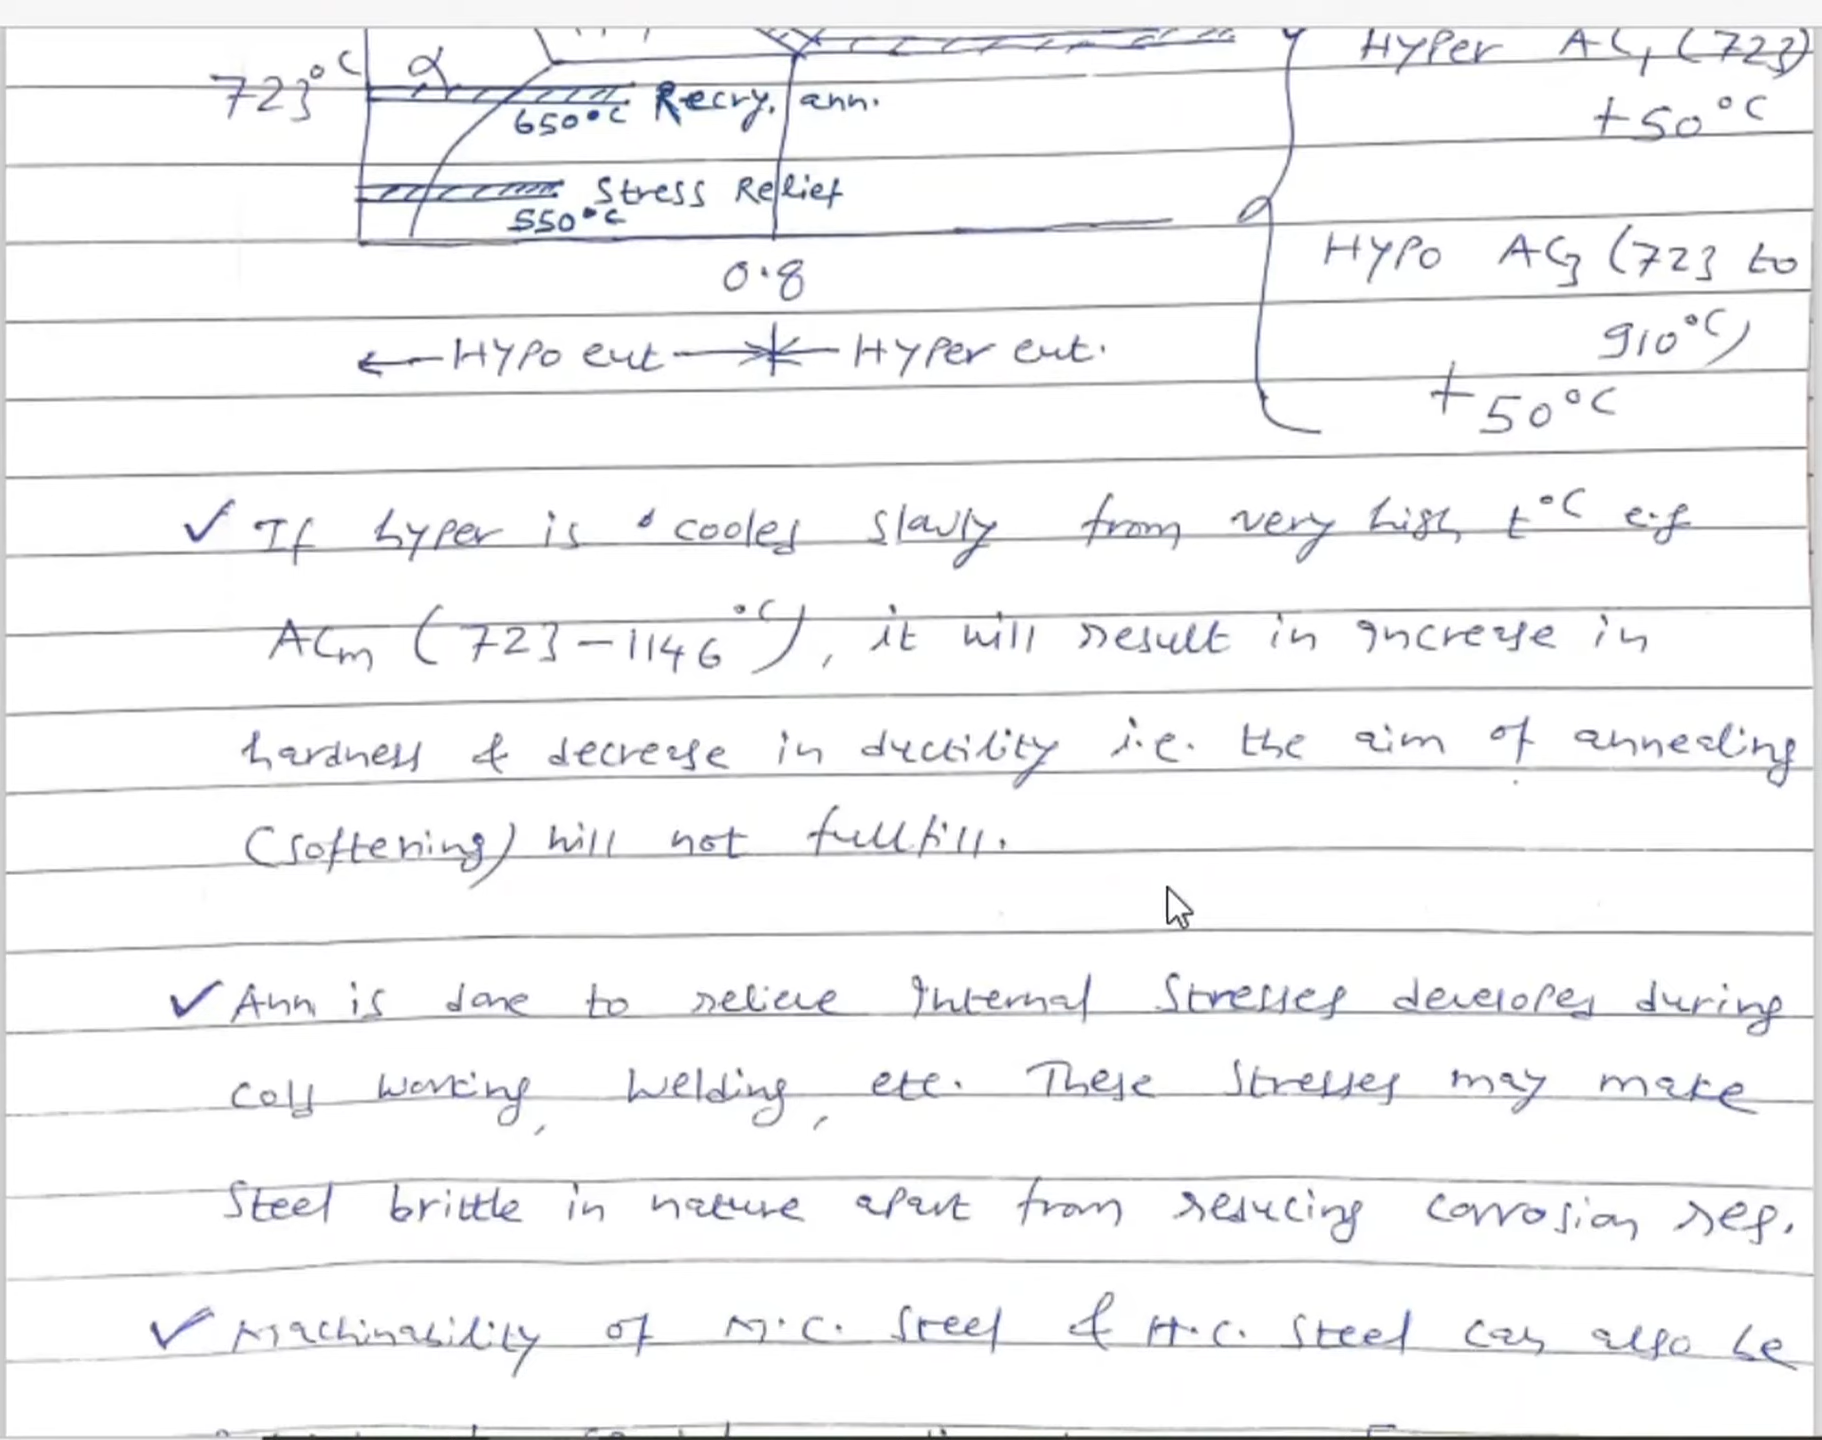 Hyper AC1 (723)
723°C α
650°C Recry. ann.
+50°C
Stress Relief
550°C
Hypo AC3 (723 to
0.8
910°C)
← Hypo eut → ← Hyper eut.
+50°C
✓ If hyper is cooled slowly from very high t°C e.g
ACm (723-1146°C), it will result in increase in
hardness & decrease in ductility i.e. the aim of annealing
(softening) will not fullfill.
✓ Ann is done to relieve Internal Stresses developed during
cold working, welding, etc. These stresses may make
Steel brittle in nature apart from reducing corrosion res.
✓ Machinability of M.C. Steel & H.C. Steel can also be